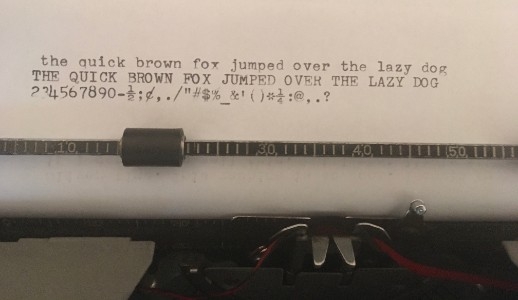 the quick brown fox jumped over the lazy dog
THE QUICK BROWN FOX JUMPED OVER THE LAZY DOG
234567890-½;¢,./"#$%_&'()*¼:@,.?
10 30 40 50